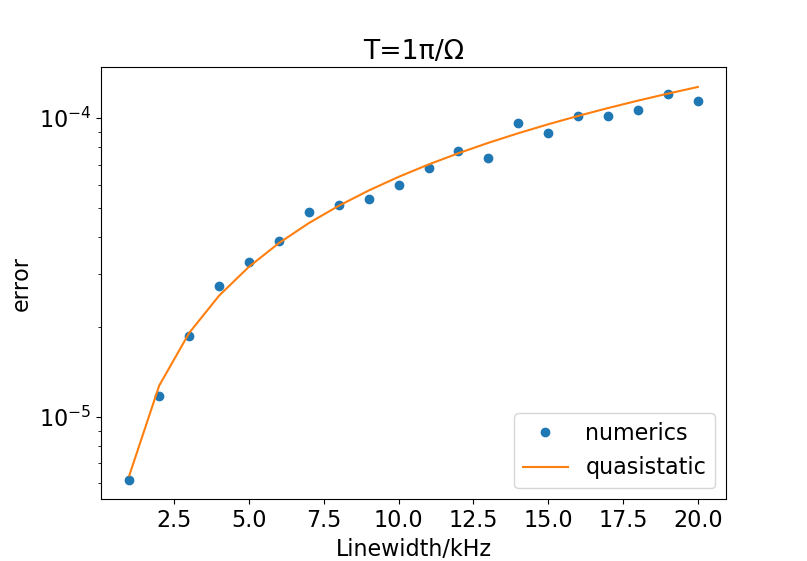 T=1π/Ω
error
10⁻⁴
10⁻⁵
numerics
quasistatic
2.5 5.0 7.5 10.0 12.5 15.0 17.5 20.0
Linewidth/kHz